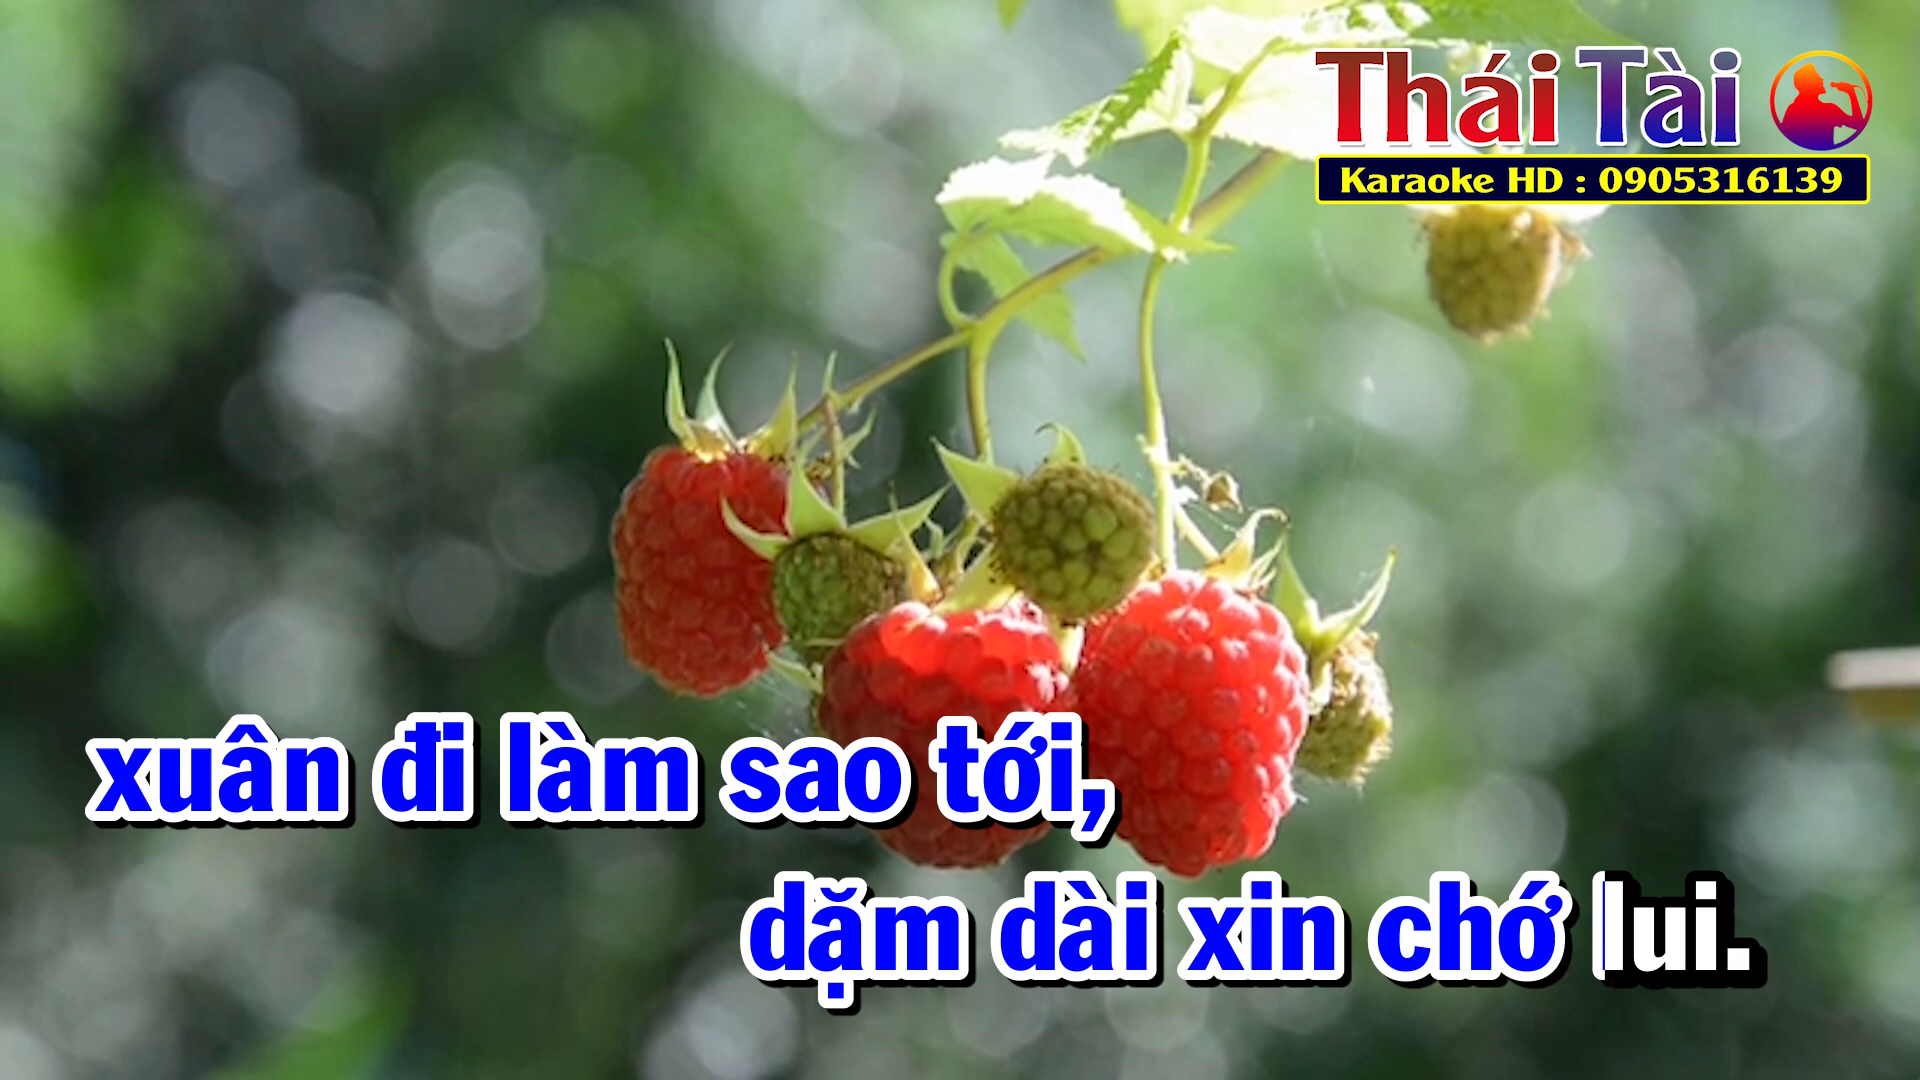 Thái Tài
Karaoke HD : 0905316139
xuân đi làm sao tới,
dặm dài xin chớ lui.